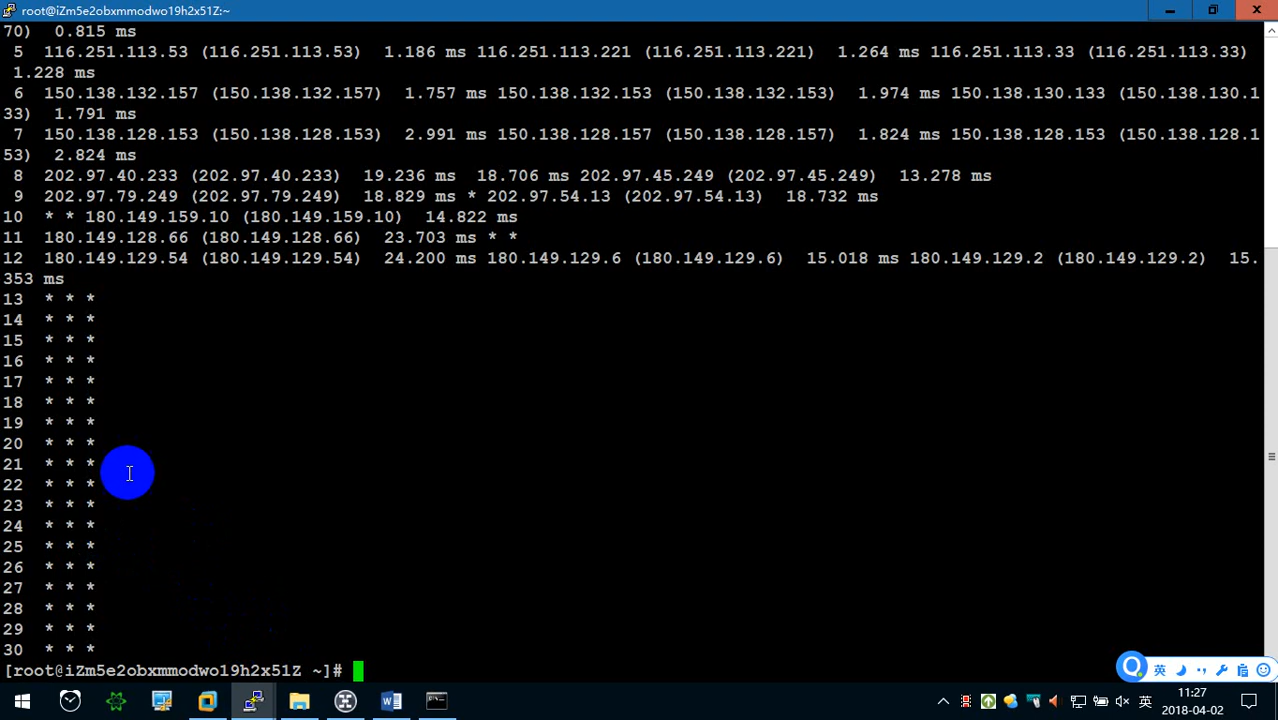 root@iZm5e2obxmmodwo19h2x51Z:~
70)  0.815 ms
 5  116.251.113.53 (116.251.113.53)  1.186 ms 116.251.113.221 (116.251.113.221)  1.264 ms 116.251.113.33 (116.251.113.33)
 1.228 ms
 6  150.138.132.157 (150.138.132.157)  1.757 ms 150.138.132.153 (150.138.132.153)  1.974 ms 150.138.130.133 (150.138.130.1
33)  1.791 ms
 7  150.138.128.153 (150.138.128.153)  2.991 ms 150.138.128.157 (150.138.128.157)  1.824 ms 150.138.128.153 (150.138.128.1
53)  2.824 ms
 8  202.97.40.233 (202.97.40.233)  19.236 ms  18.706 ms 202.97.45.249 (202.97.45.249)  13.278 ms
 9  202.97.79.249 (202.97.79.249)  18.829 ms * 202.97.54.13 (202.97.54.13)  18.732 ms
10  * * 180.149.159.10 (180.149.159.10)  14.822 ms
11  180.149.128.66 (180.149.128.66)  23.703 ms * *
12  180.149.129.54 (180.149.129.54)  24.200 ms 180.149.129.6 (180.149.129.6)  15.018 ms 180.149.129.2 (180.149.129.2)  15.
353 ms
13  * * *
14  * * *
15  * * *
16  * * *
17  * * *
18  * * *
19  * * *
20  * * *
21  * * *
22  * * *
23  * * *
24  * * *
25  * * *
26  * * *
27  * * *
28  * * *
29  * * *
30  * * *
[root@iZm5e2obxmmodwo19h2x51Z ~]#
英
英
11:27
2018-04-02